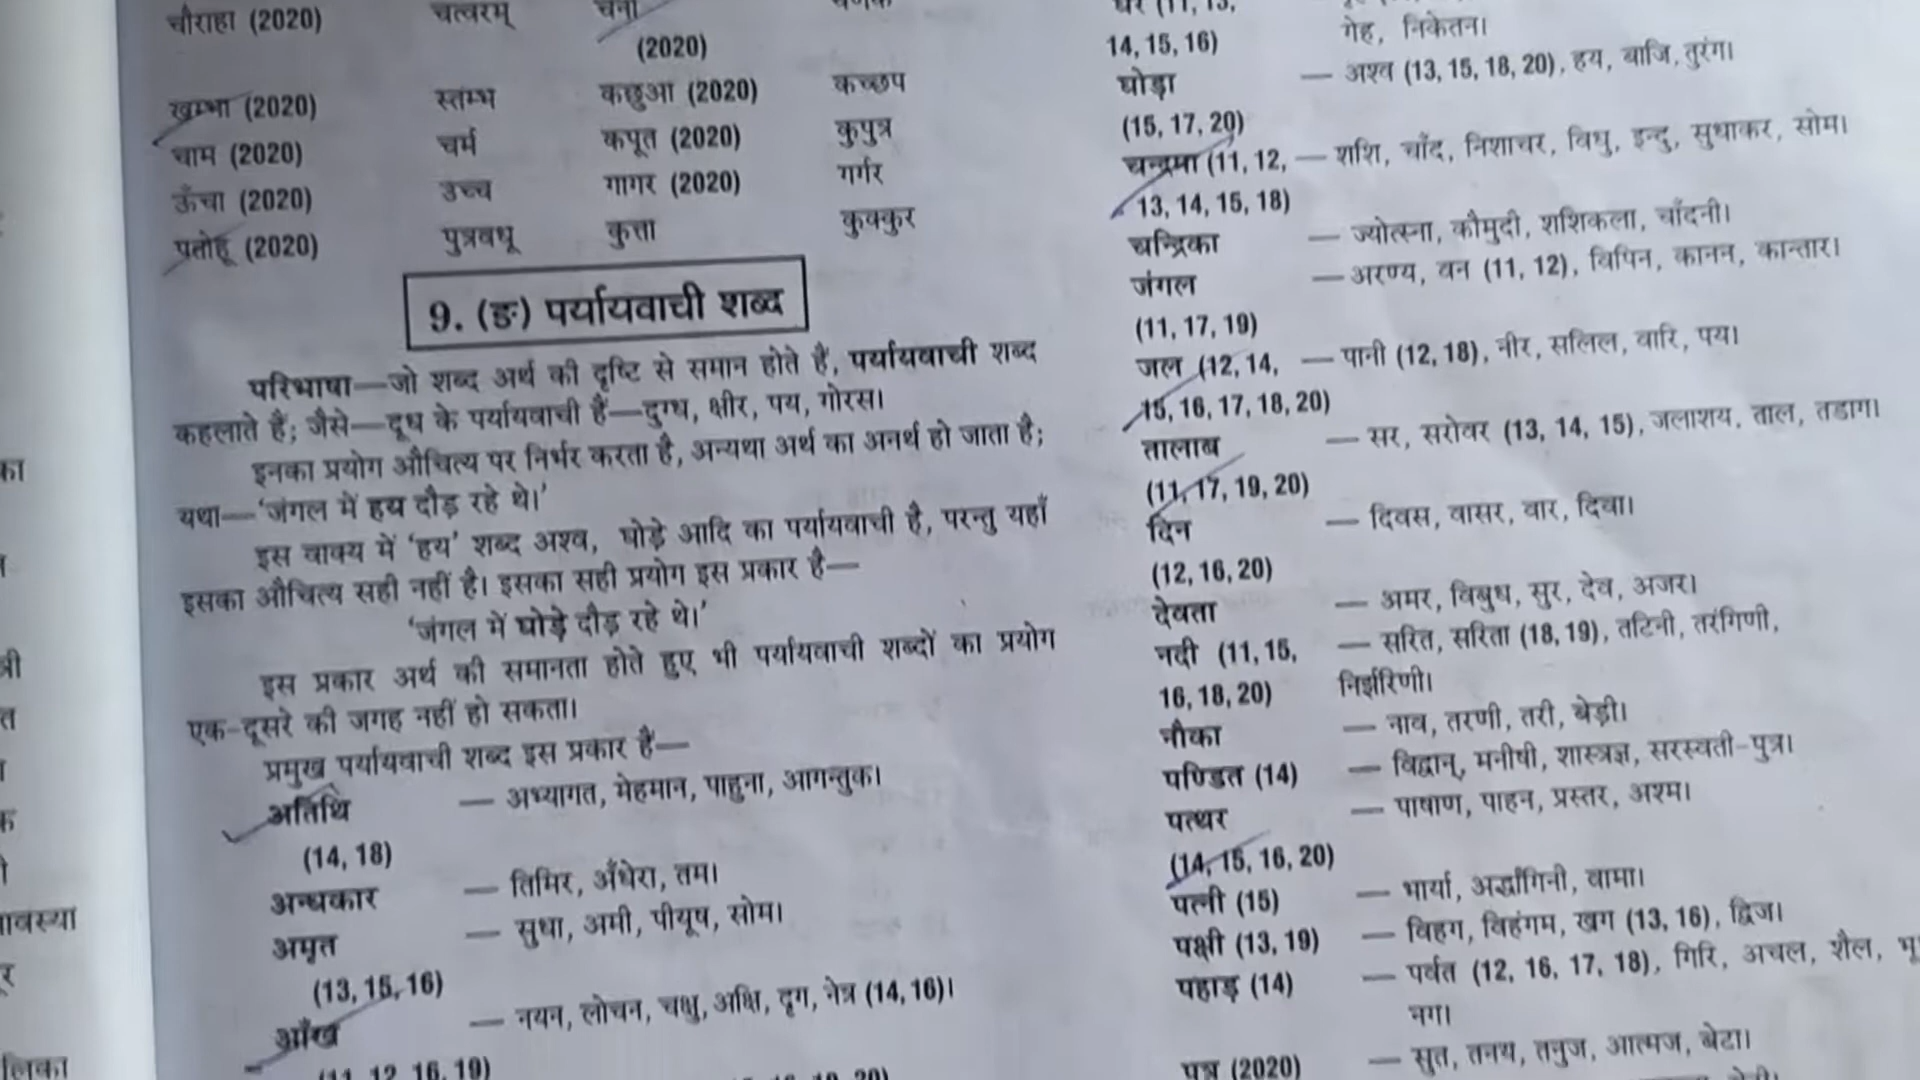 चौराहा (2020) चत्वरम् चना
(2020)
खम्भा (2020) स्तम्भ कछुआ (2020) कच्छप
चाम (2020) चर्म कपूत (2020) कुपुत्र
ऊँचा (2020) उच्च गागर (2020) गर्गर
प्रतोहू (2020) पुत्रवधू कुत्ता कुक्कुर
9. (ङ) पर्यायवाची शब्द
परिभाषा—जो शब्द अर्थ की दृष्टि से समान होते हैं, पर्यायवाची शब्द
कहलाते हैं; जैसे—दूध के पर्यायवाची हैं—दुग्ध, क्षीर, पय, गोरस।
इनका प्रयोग औचित्य पर निर्भर करता है, अन्यथा अर्थ का अनर्थ हो जाता है;
यथा—‘जंगल में हय दौड़ रहे थे।’
इस वाक्य में ‘हय’ शब्द अश्व, घोड़े आदि का पर्यायवाची है, परन्तु यहाँ
इसका औचित्य सही नहीं है। इसका सही प्रयोग इस प्रकार है—
‘जंगल में घोड़े दौड़ रहे थे।’
इस प्रकार अर्थ की समानता होते हुए भी पर्यायवाची शब्दों का प्रयोग
एक-दूसरे की जगह नहीं हो सकता।
प्रमुख पर्यायवाची शब्द इस प्रकार हैं—
अतिथि — अभ्यागत, मेहमान, पाहुना, आगन्तुक।
(14, 18)
अन्धकार — तिमिर, अँधेरा, तम।
अमृत — सुधा, अमी, पीयूष, सोम।
(13, 15, 16)
आँख — नयन, लोचन, चक्षु, अक्षि, दृग, नेत्र (14, 16)।
(11, 12, 16, 19)
14, 15, 16) गेह, निकेतन।
घोड़ा — अश्व (13, 15, 18, 20), हय, बाजि, तुरंग।
(15, 17, 20)
चन्द्रमा (11, 12, — शशि, चाँद, निशाचर, विधु, इन्दु, सुधाकर, सोम।
13, 14, 15, 18)
चन्द्रिका — ज्योत्स्ना, कौमुदी, शशिकला, चाँदनी।
जंगल — अरण्य, वन (11, 12), विपिन, कानन, कान्तार।
(11, 17, 19)
जल (12, 14, — पानी (12, 18), नीर, सलिल, वारि, पय।
15, 16, 17, 18, 20)
तालाब — सर, सरोवर (13, 14, 15), जलाशय, ताल, तडाग।
(11, 17, 19, 20)
दिन — दिवस, वासर, वार, दिवा।
(12, 16, 20)
देवता — अमर, विबुध, सुर, देव, अजर।
नदी (11, 15, — सरित, सरिता (18, 19), तटिनी, तरंगिणी,
16, 18, 20) निर्झरिणी।
नौका — नाव, तरणी, तरी, बेड़ी।
पण्डित (14) — विद्वान्, मनीषी, शास्त्रज्ञ, सरस्वती-पुत्र।
पत्थर — पाषाण, पाहन, प्रस्तर, अश्म।
(14, 15, 16, 20)
पत्नी (15) — भार्या, अर्द्धांगिनी, वामा।
पक्षी (13, 19) — विहग, विहंगम, खग (13, 16), द्विज।
पहाड़ (14) — पर्वत (12, 16, 17, 18), गिरि, अचल, शैल,
नग।
पुत्र (2020) — सुत, तनय, तनुज, आत्मज, बेटा।